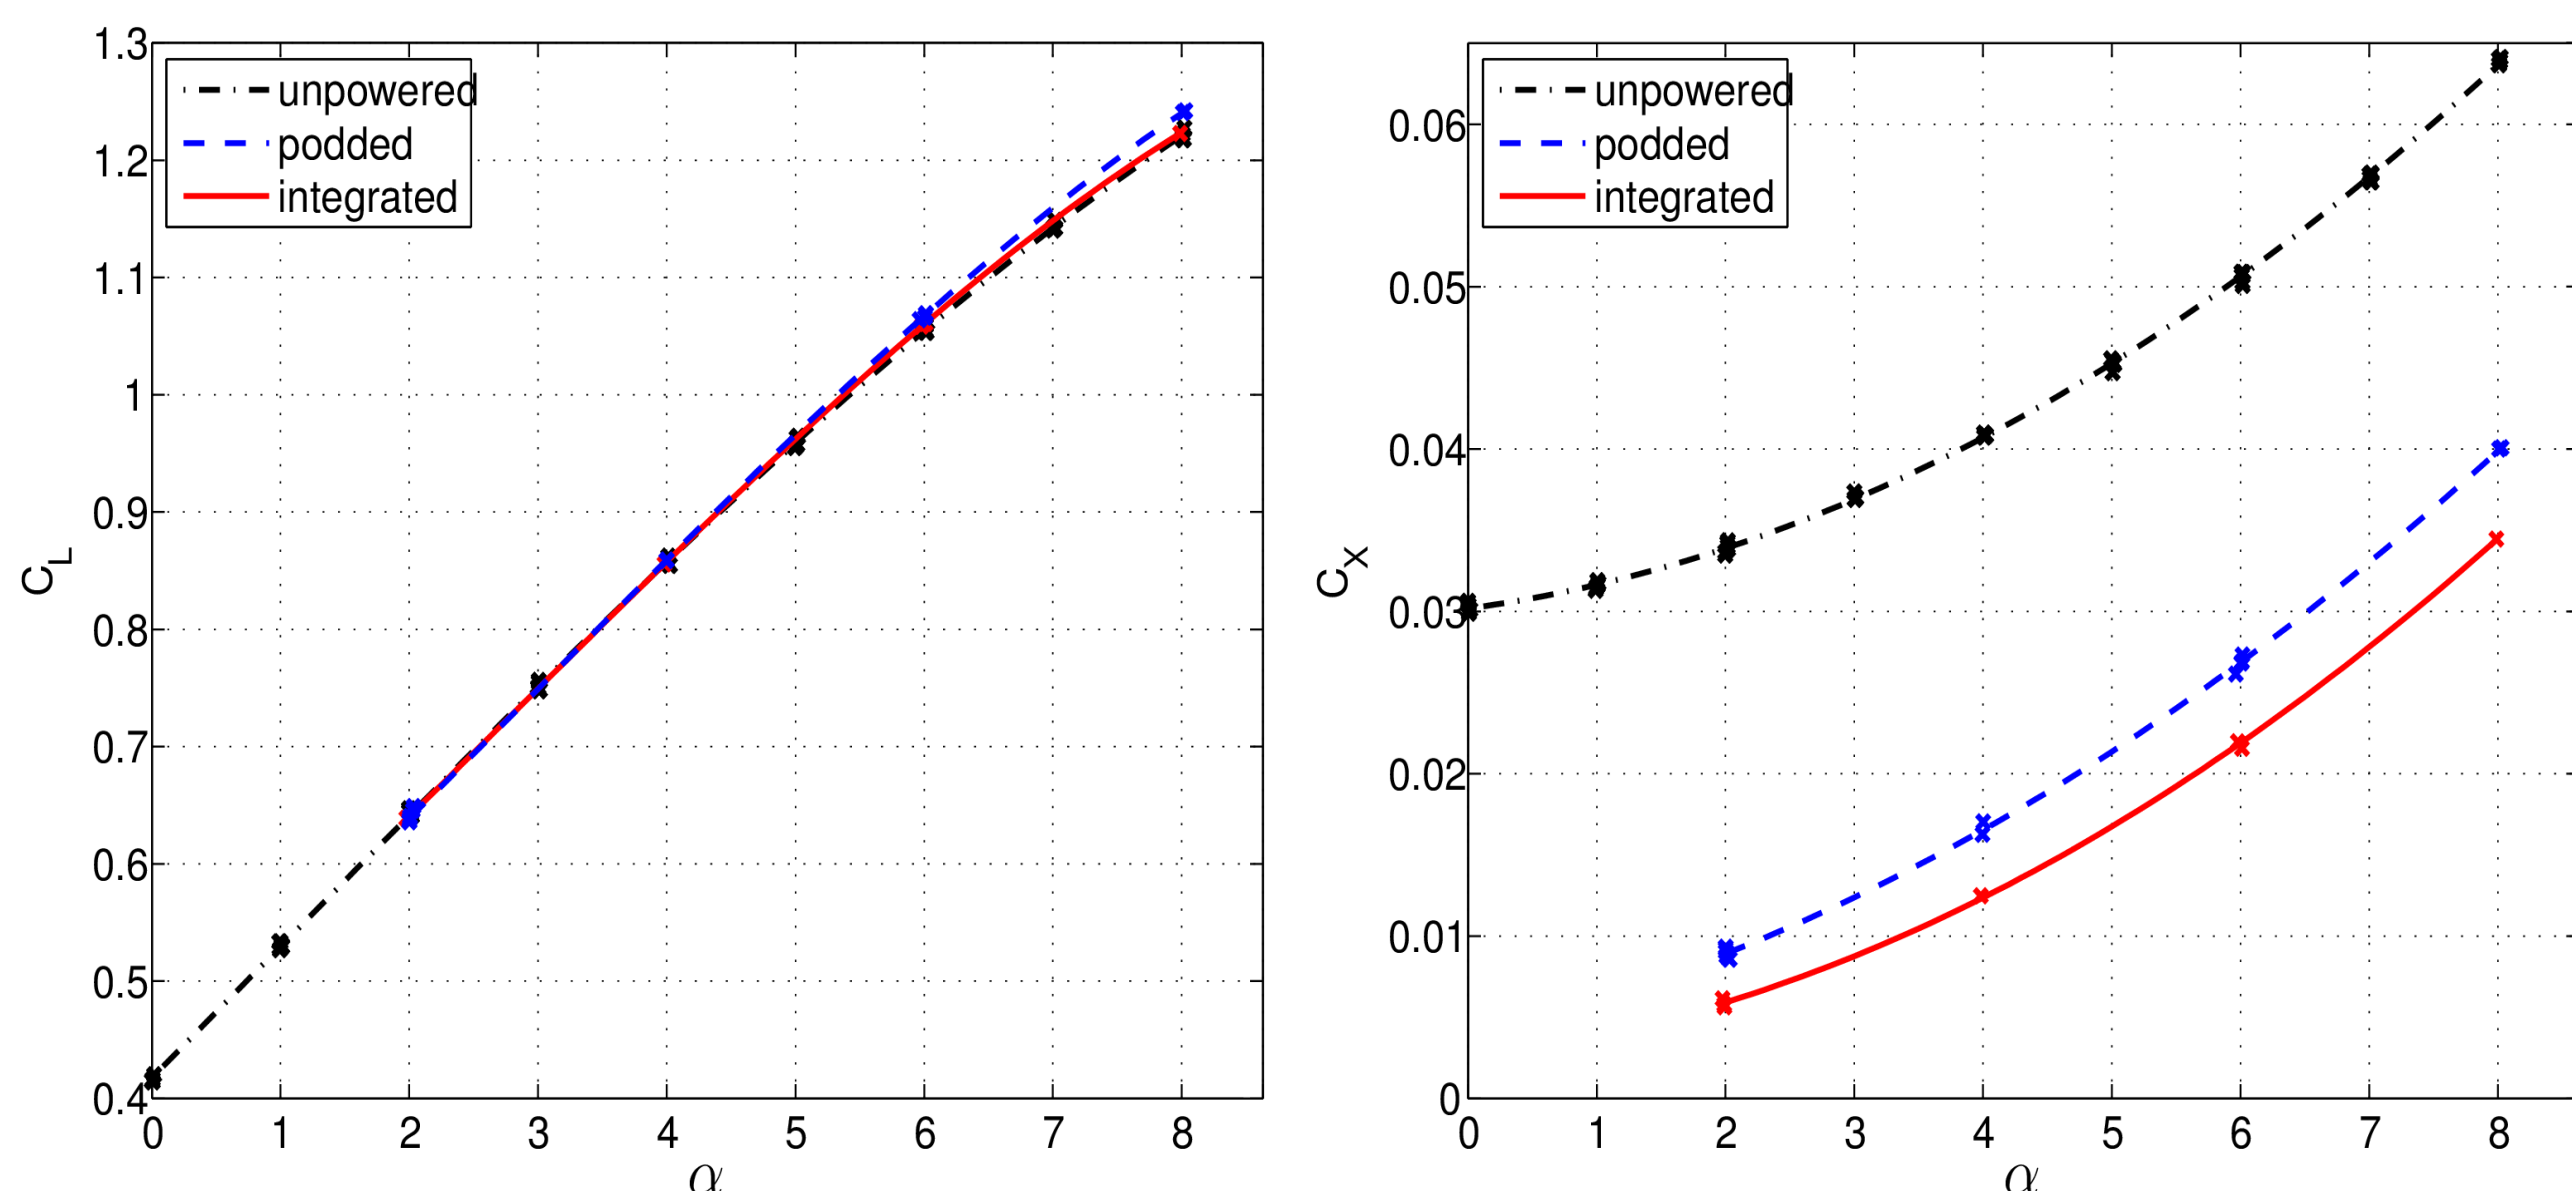 1.3
1.2
1.1
1
0.9
0.8
0.7
0.6
0.5
0.4
C_L
unpowered
podded
integrated
0 1 2 3 4 5 6 7 8
α
0.06
0.05
0.04
0.03
0.02
0.01
0
C_X
unpowered
podded
integrated
0 1 2 3 4 5 6 7 8
α